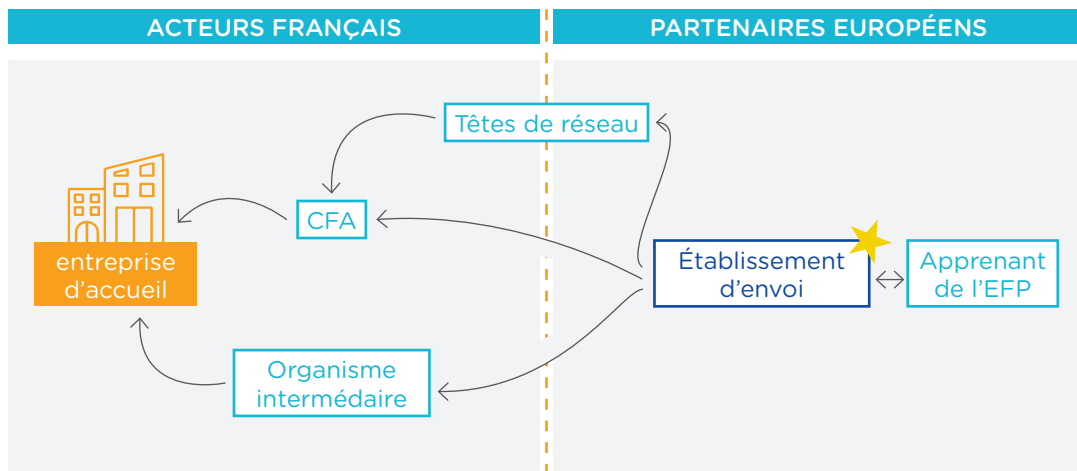 ACTEURS FRANÇAIS
PARTENAIRES EUROPÉENS
Têtes de réseau
CFA
entreprise
d’accueil
Établissement
d’envoi
Apprenant
de l’EFP
Organisme
intermédaire